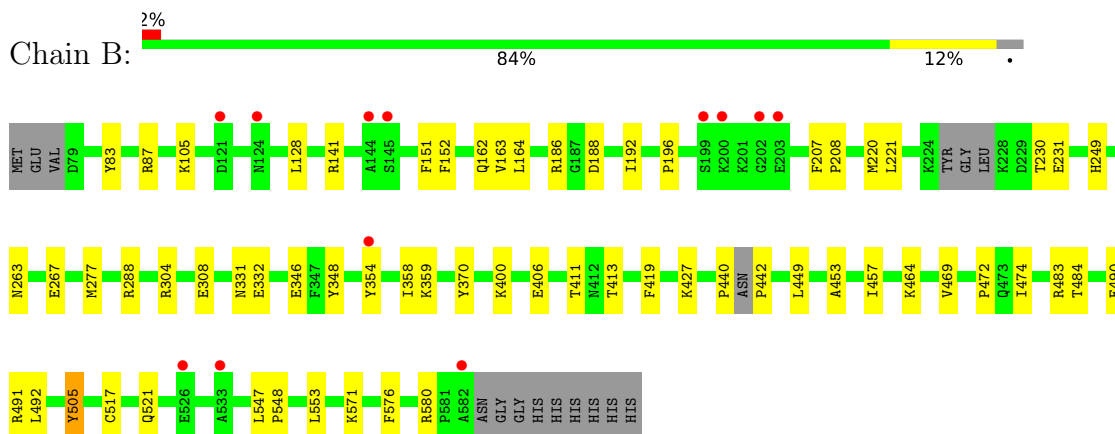 2%
Chain B:
84% 12% •
MET GLU VAL D79 Y83 R87 K105 D121 N124 L128 R141 A144 S145 F151 F152 Q162 V163 L164 R186 G187 D188 I192 P196 S199 K200 K201 G202 E203 F207 P208 M220 L221 K224 TYR GLY LEU K228 D229 T230 E231 H249
N263 E267 M277 R288 R304 E308 N331 E332 E346 F347 Y348 Y354 I358 K359 Y370 K400 E406 T411 N412 T413 F419 K427 P440 ASN P442 L449 A453 I457 K464 V469 P472 Q473 I474 R483 T484
R491 L492 Y505 C517 Q521 E526 A533 L547 P548 L553 K571 F576 R580 P581 A582 ASN GLY GLY HIS HIS HIS HIS HIS HIS